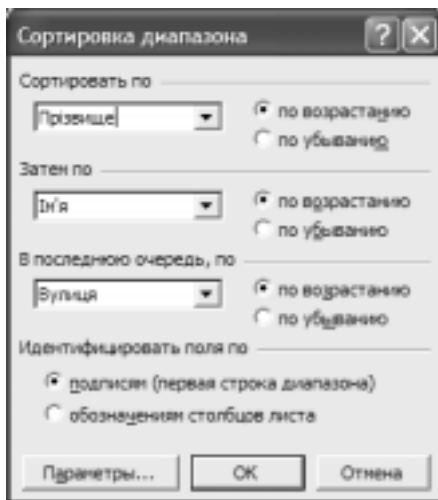 Сортировка диапазона
Сортировать по
Прізвище
по возрастанию
по убыванию
Затем по
Ім'я
по возрастанию
по убыванию
В последнюю очередь, по
Вулиця
по возрастанию
по убыванию
Идентифицировать поля по
подписям (первая строка диапазона)
обозначениям столбцов листа
Параметры... ОК Отмена